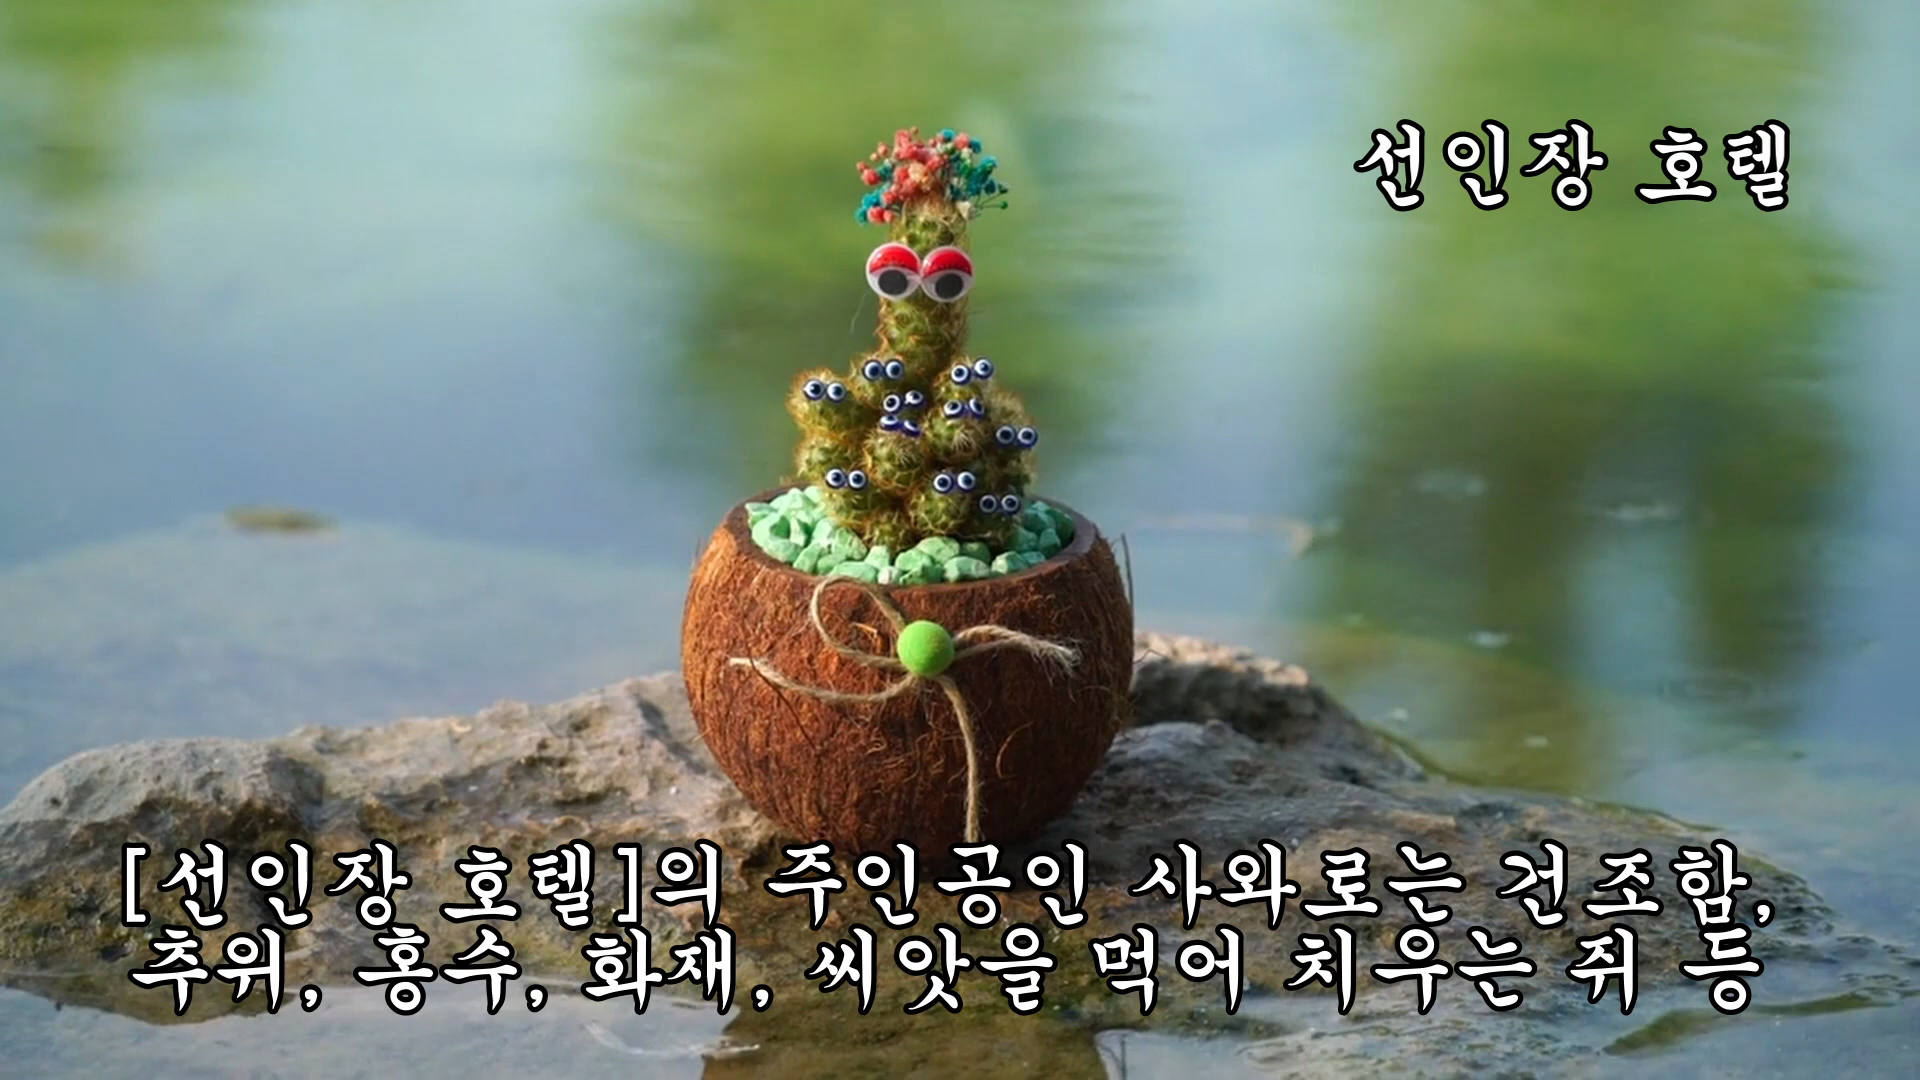 선인장 호텔
[선인장 호텔]의 주인공인 사와로는 건조함,
추위, 홍수, 화재, 씨앗을 먹어 치우는 쥐 등